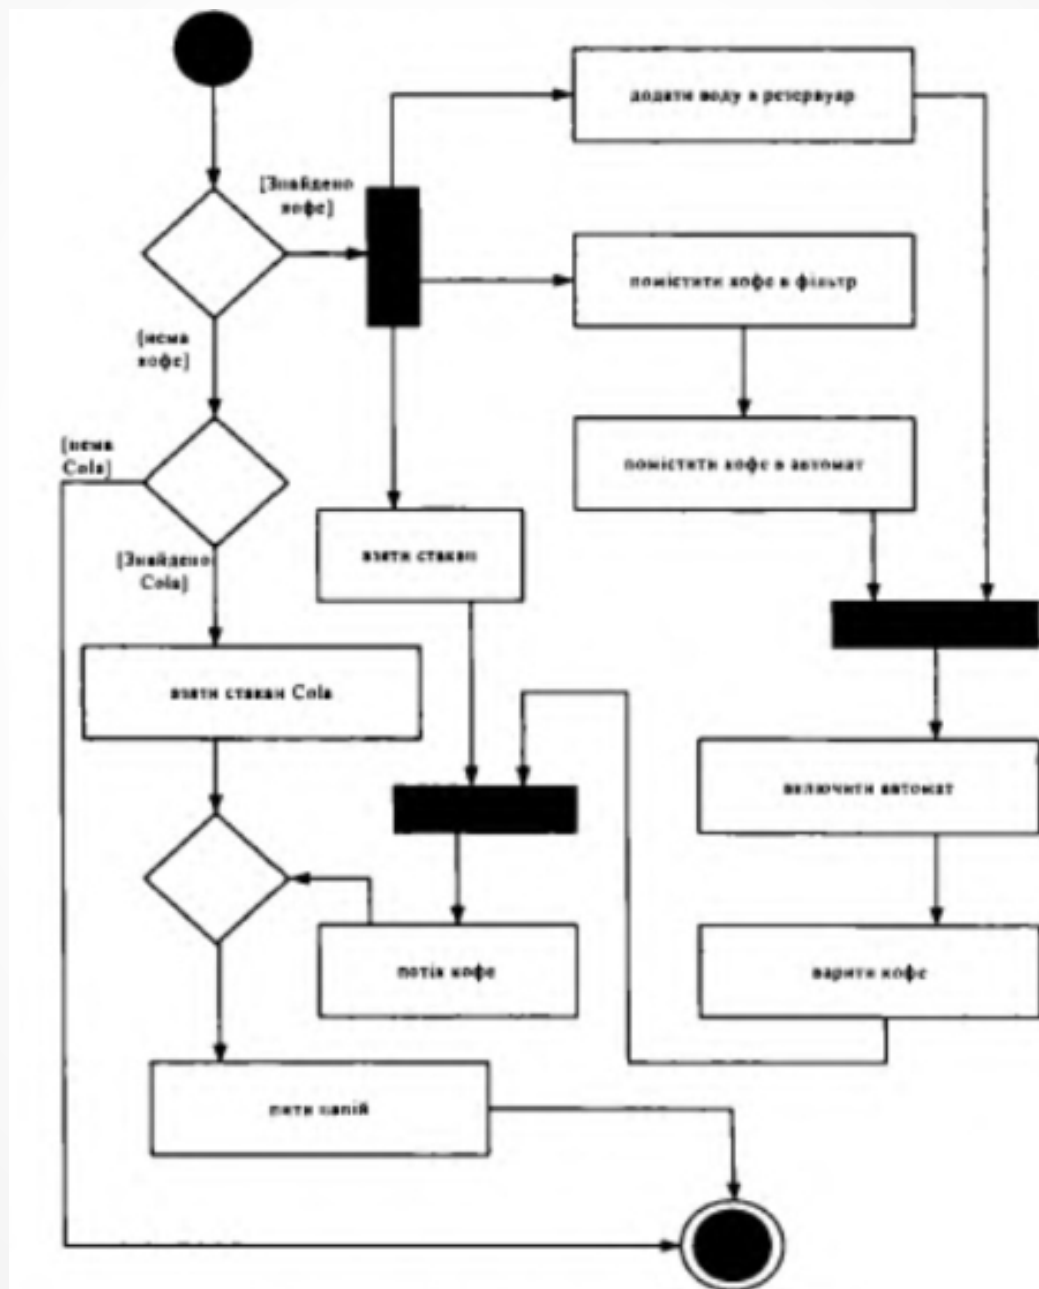 додати воду в резервуар
[Знайдено
кофе]
помістити кофе в фільтр
[нема
кофе]
[нема
Cola]
помістити кофе в автомат
взяти стакан
[Знайдено
Cola]
взяти стакан Cola
включити автомат
потік кофе
варити кофе
пити напій